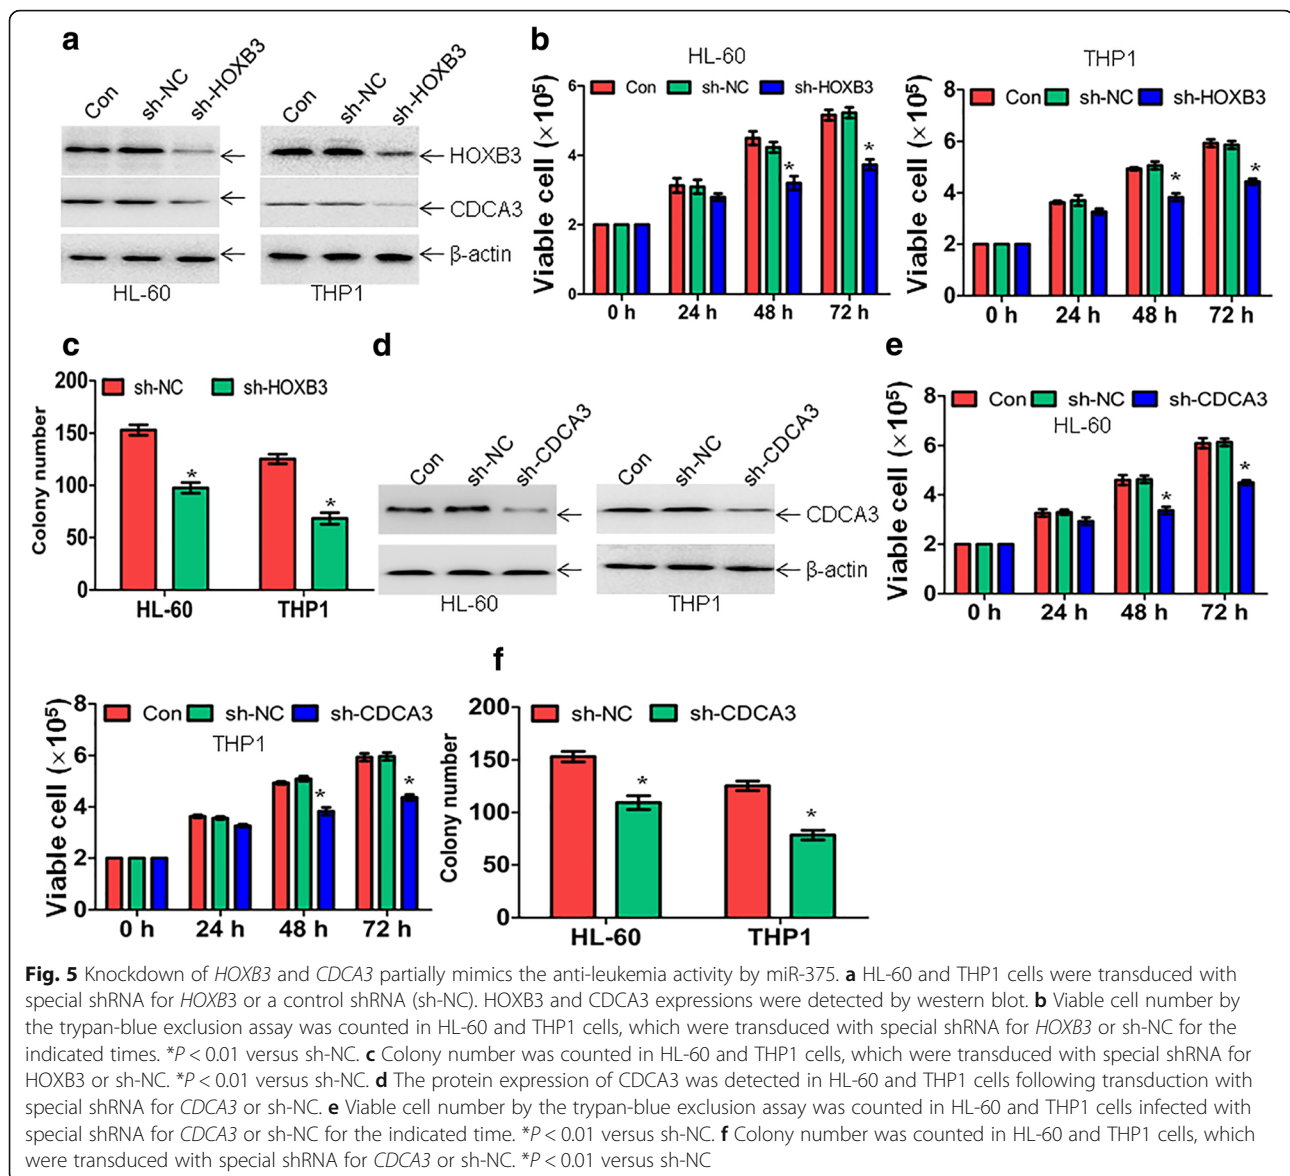 a
Con sh-NC sh-HOXB3
Con sh-NC sh-HOXB3
HOXB3
CDCA3
β-actin
HL-60 THP1
b
HL-60
Con sh-NC sh-HOXB3
Viable cell (×10⁵)
6
4
2
0
0 h 24 h 48 h 72 h
* *
THP1
Con sh-NC sh-HOXB3
Viable cell (×10⁵)
8
6
4
2
0
0 h 24 h 48 h 72 h
* *
c
sh-NC sh-HOXB3
Colony number
200
150
100
50
0
HL-60 THP1
* *
d
Con sh-NC sh-CDCA3
Con sh-NC sh-CDCA3
CDCA3
β-actin
HL-60 THP1
e
Con sh-NC sh-CDCA3
HL-60
Viable cell (×10⁵)
8
6
4
2
0
0 h 24 h 48 h 72 h
* *
Con sh-NC sh-CDCA3
THP1
Viable cell (×10⁵)
8
6
4
2
0
0 h 24 h 48 h 72 h
* *
f
sh-NC sh-CDCA3
Colony number
200
150
100
50
0
HL-60 THP1
* *
Fig. 5 Knockdown of HOXB3 and CDCA3 partially mimics the anti-leukemia activity by miR-375. a HL-60 and THP1 cells were transduced with
special shRNA for HOXB3 or a control shRNA (sh-NC). HOXB3 and CDCA3 expressions were detected by western blot. b Viable cell number by
the trypan-blue exclusion assay was counted in HL-60 and THP1 cells, which were transduced with special shRNA for HOXB3 or sh-NC for the
indicated times. *P < 0.01 versus sh-NC. c Colony number was counted in HL-60 and THP1 cells, which were transduced with special shRNA for
HOXB3 or sh-NC. *P < 0.01 versus sh-NC. d The protein expression of CDCA3 was detected in HL-60 and THP1 cells following transduction with
special shRNA for CDCA3 or sh-NC. e Viable cell number by the trypan-blue exclusion assay was counted in HL-60 and THP1 cells infected with
special shRNA for CDCA3 or sh-NC for the indicated time. *P < 0.01 versus sh-NC. f Colony number was counted in HL-60 and THP1 cells, which
were transduced with special shRNA for CDCA3 or sh-NC. *P < 0.01 versus sh-NC